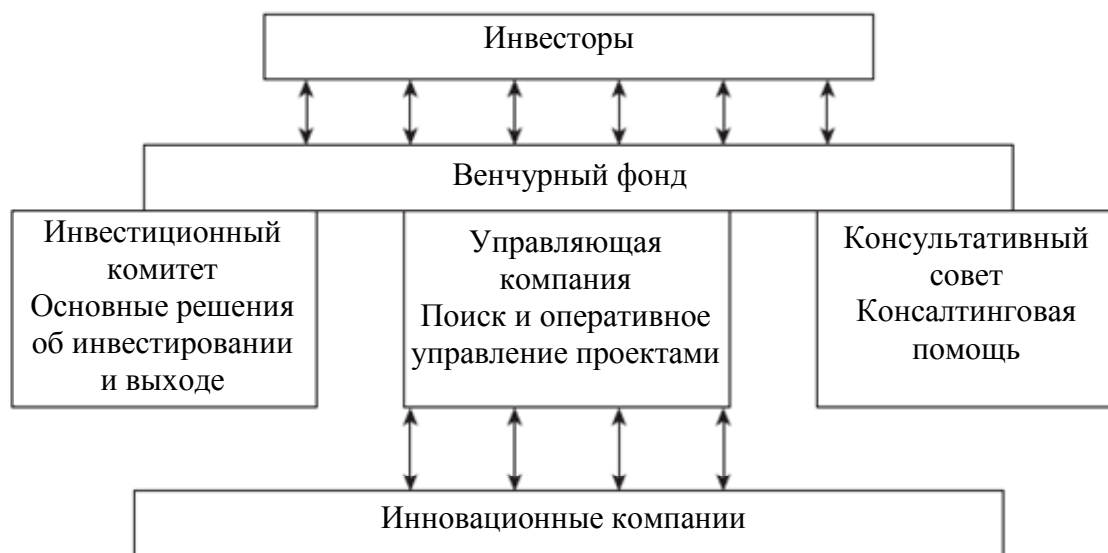 Инвесторы
Венчурный фонд
Инвестиционный
комитет
Основные решения
об инвестировании
и выходе
Управляющая
компания
Поиск и оперативное
управление проектами
Консультативный
совет
Консалтинговая
помощь
Инновационные компании